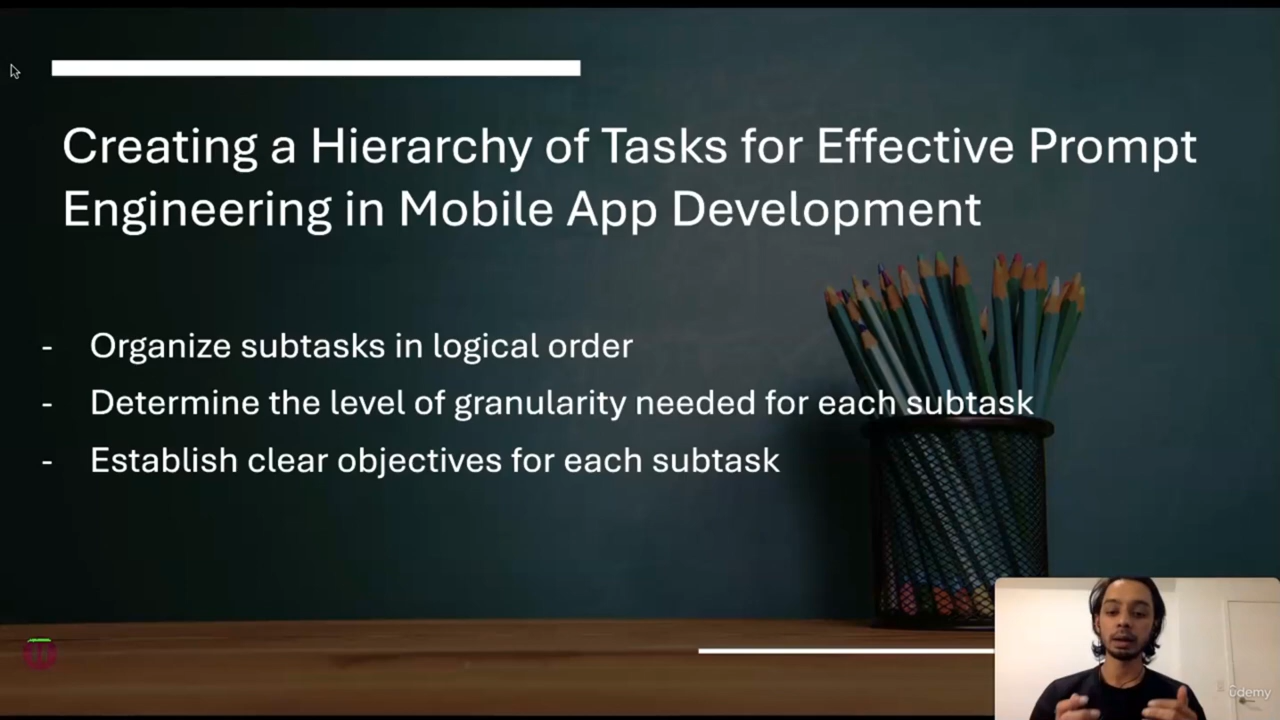 Creating a Hierarchy of Tasks for Effective Prompt
Engineering in Mobile App Development
- Organize subtasks in logical order
- Determine the level of granularity needed for each subtask
- Establish clear objectives for each subtask
ûdemy